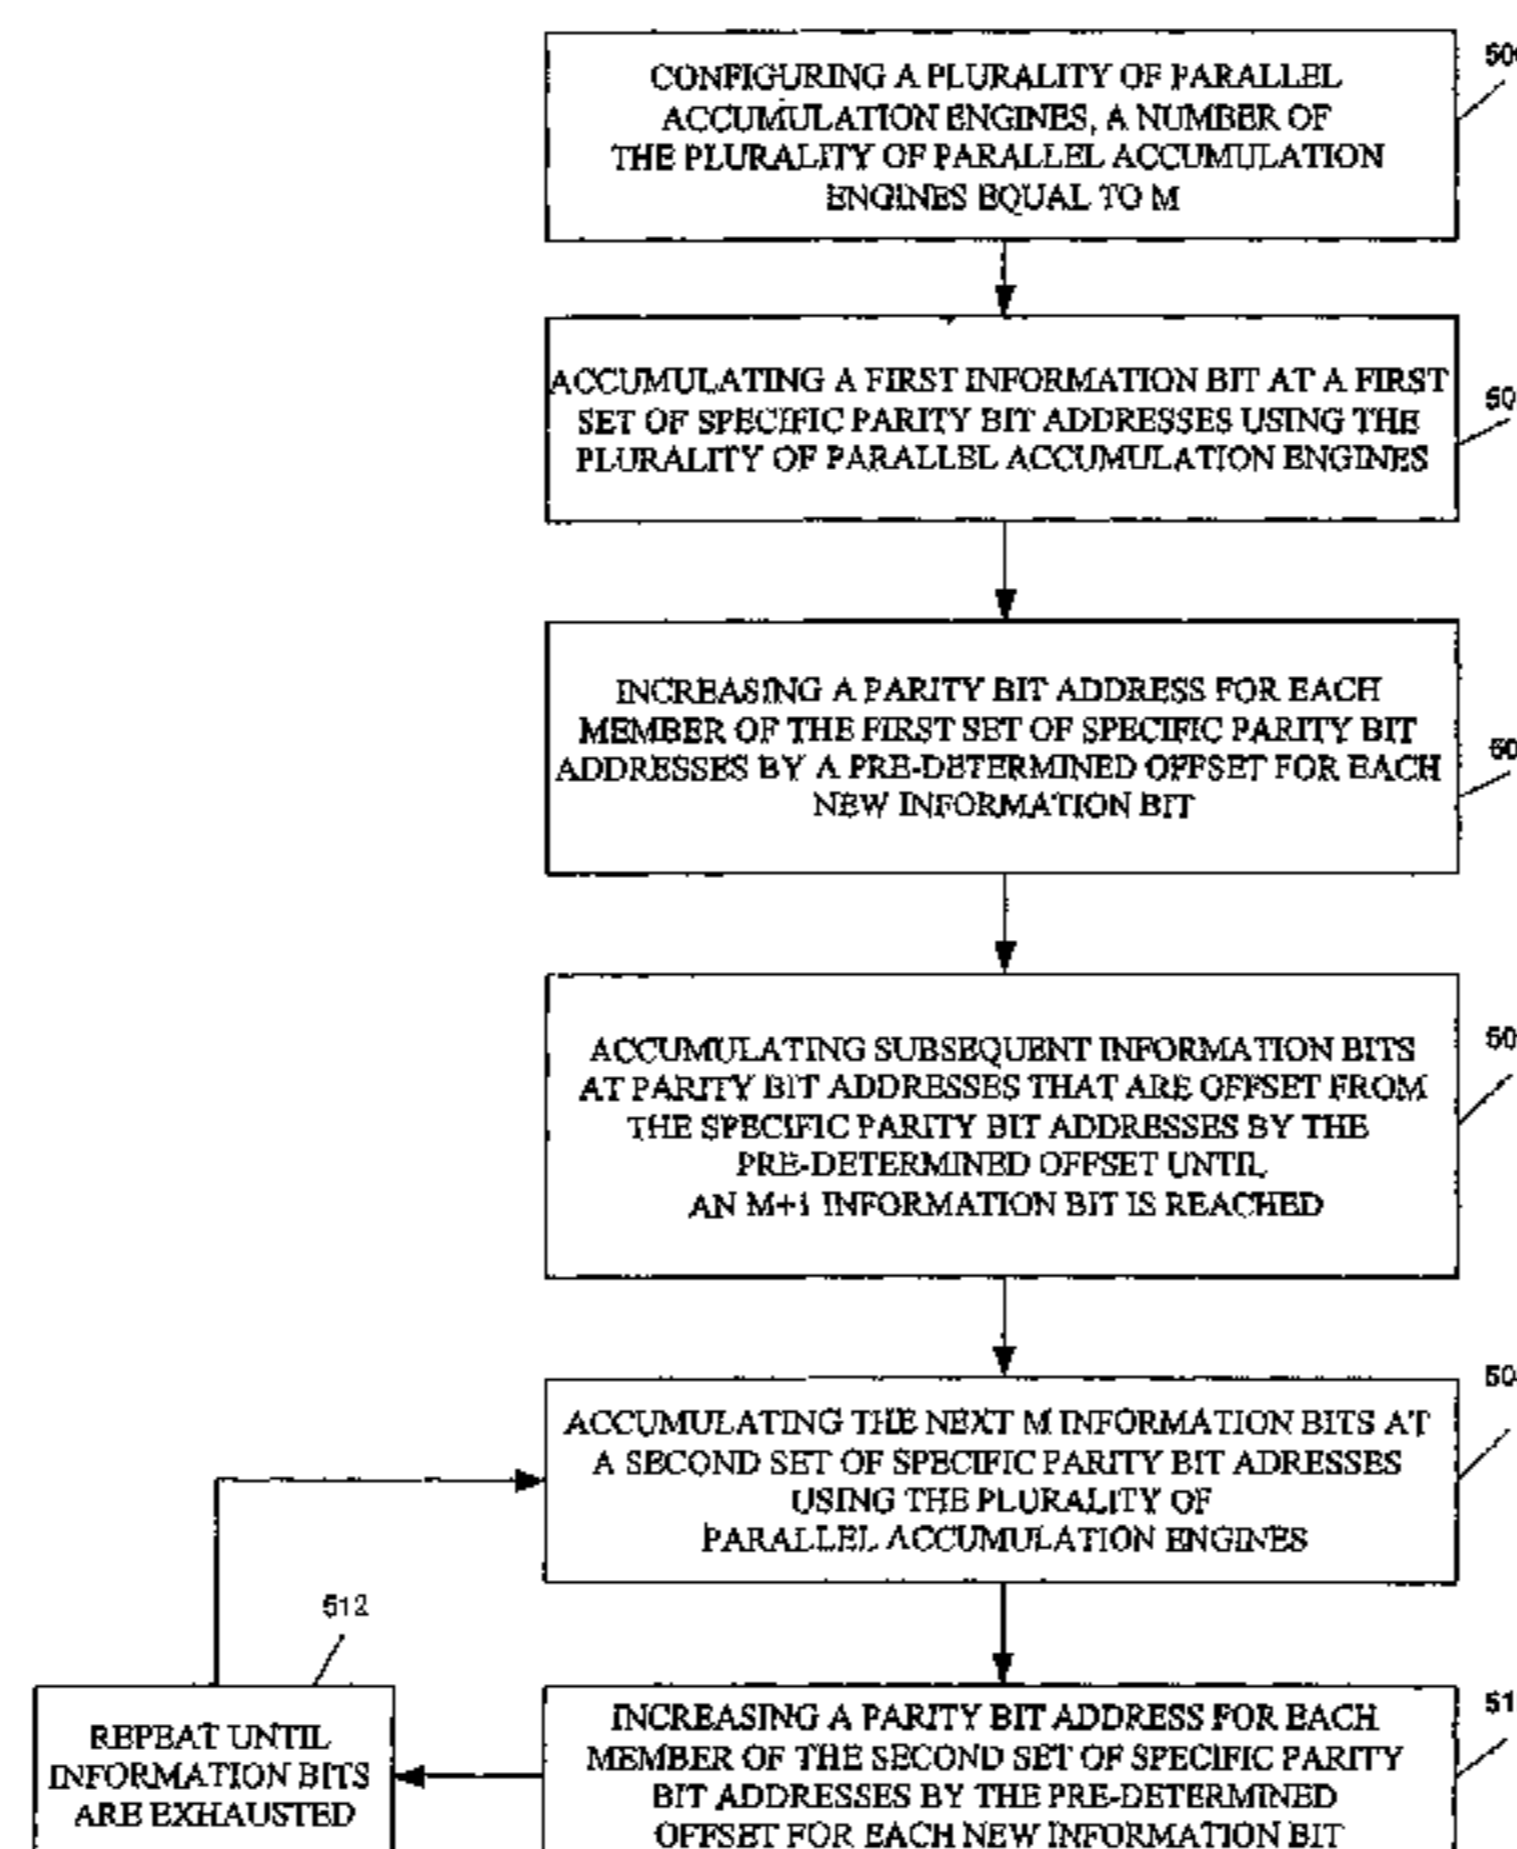 CONFIGURING A PLURALITY OF PARALLEL
ACCUMULATION ENGINES, A NUMBER OF
THE PLURALITY OF PARALLEL ACCUMULATION
ENGINES EQUAL TO M
ACCUMULATING A FIRST INFORMATION BIT AT A FIRST
SET OF SPECIFIC PARITY BIT ADDRESSES USING THE
PLURALITY OF PARALLEL ACCUMULATION ENGINES
INCREASING A PARITY BIT ADDRESS FOR EACH
MEMBER OF THE FIRST SET OF SPECIFIC PARITY BIT
ADDRESSES BY A PRE-DETERMINED OFFSET FOR EACH
NEW INFORMATION BIT
ACCUMULATING SUBSEQUENT INFORMATION BITS
AT PARITY BIT ADDRESSES THAT ARE OFFSET FROM
THE SPECIFIC PARITY BIT ADDRESSES BY THE
PRE-DETERMINED OFFSET UNTIL
AN M+1 INFORMATION BIT IS REACHED
ACCUMULATING THE NEXT M INFORMATION BITS AT
A SECOND SET OF SPECIFIC PARITY BIT ADRESSES
USING THE PLURALITY OF
PARALLEL ACCUMULATION ENGINES
512
REPEAT UNTIL
INFORMATION BITS
ARE EXHAUSTED
INCREASING A PARITY BIT ADDRESS FOR EACH
MEMBER OF THE SECOND SET OF SPECIFIC PARITY
BIT ADDRESSES BY THE PRE-DETERMINED
OFFSET FOR EACH NEW INFORMATION BIT